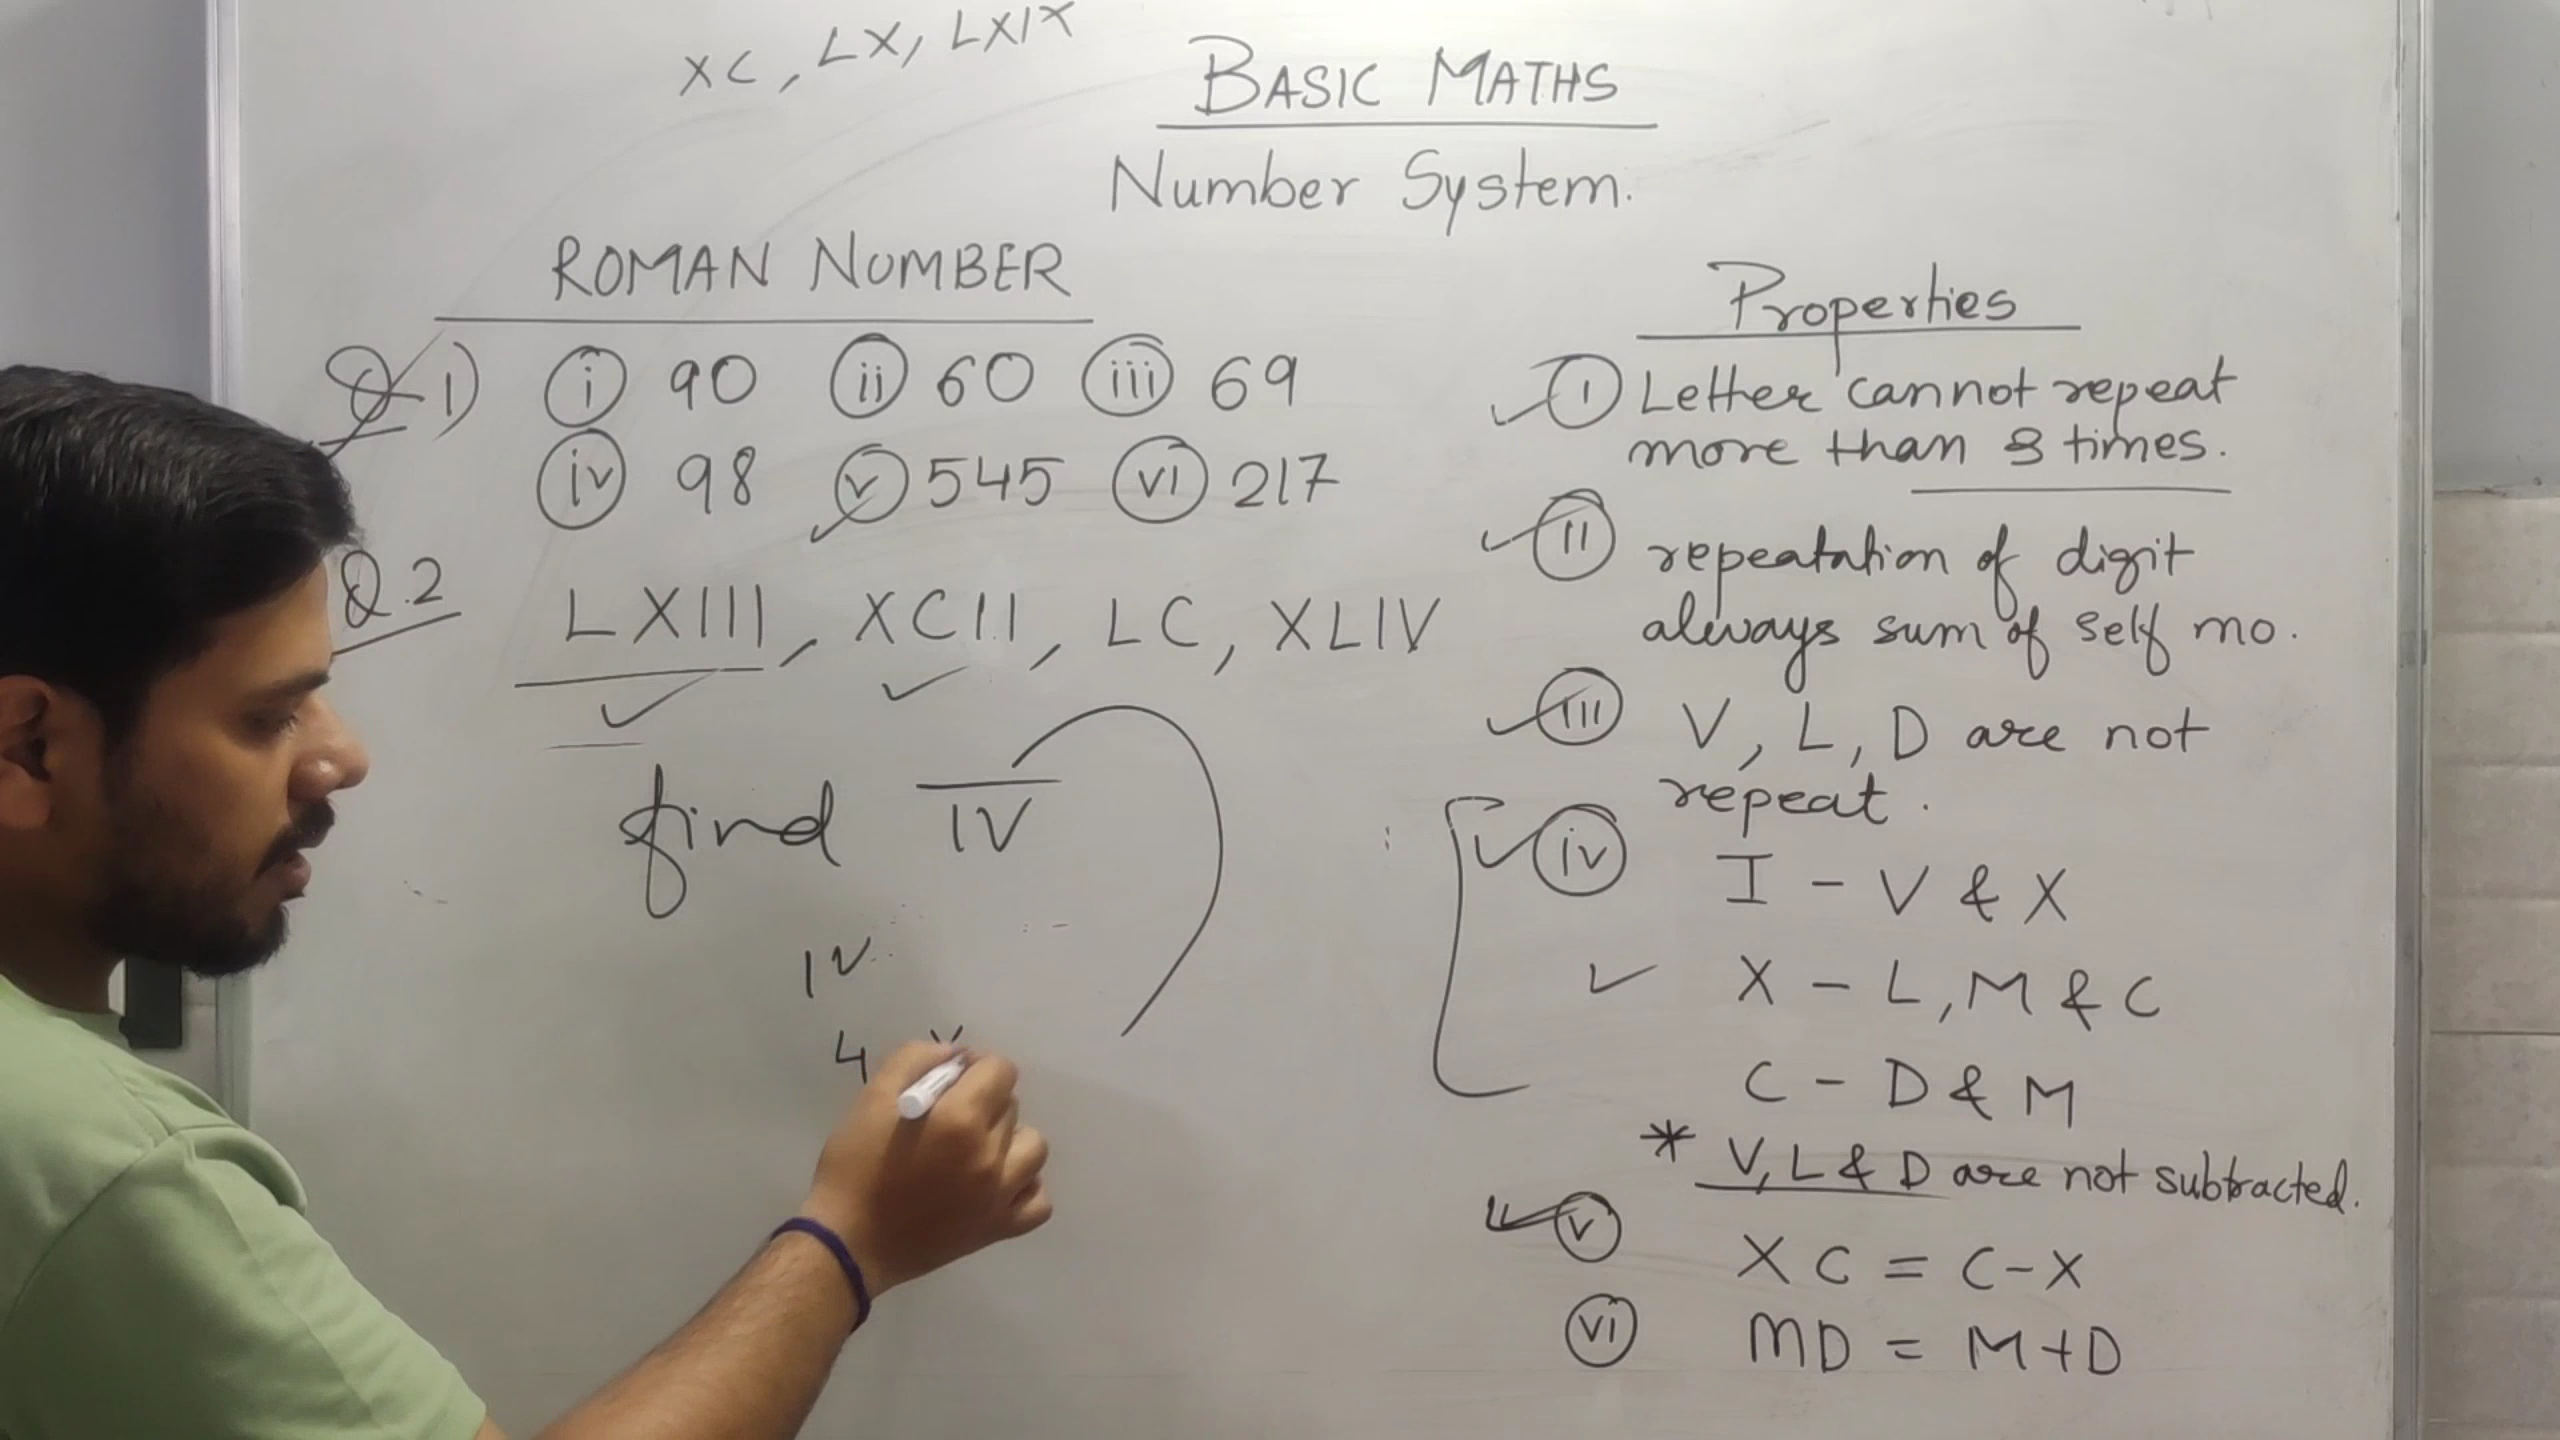 XC, LX, LXIX
BASIC MATHS
Number System.
ROMAN NUMBER
Q.1) i 90 ii 60 iii 69
iv 98 v 545 vi 217
Q.2 LXIII, XCII, LC, XLIV
find IV
IV
4 ×
Properties
I Letter cannot repeat
more than 3 times.
II repeatation of digit
always sum of self no.
III V, L, D are not
repeat.
iv I - V & X
X - L, M & C
C - D & M
* V, L & D are not subtracted.
v XC = C-X
vi MD = M+D